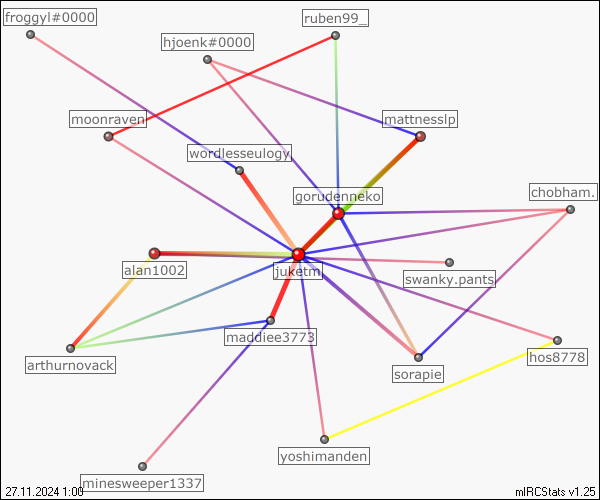 froggyl#0000
ruben99_
hjoenk#0000
moonraven
mattnesslp
wordlesseulogy
gorudenneko
chobham.
alan1002
juketm
swanky.pants
maddiee3773
arthurnovack
sorapie
hos8778
yoshimanden
minesweeper1337
27.11.2024 1:00
mIRCStats v1.25